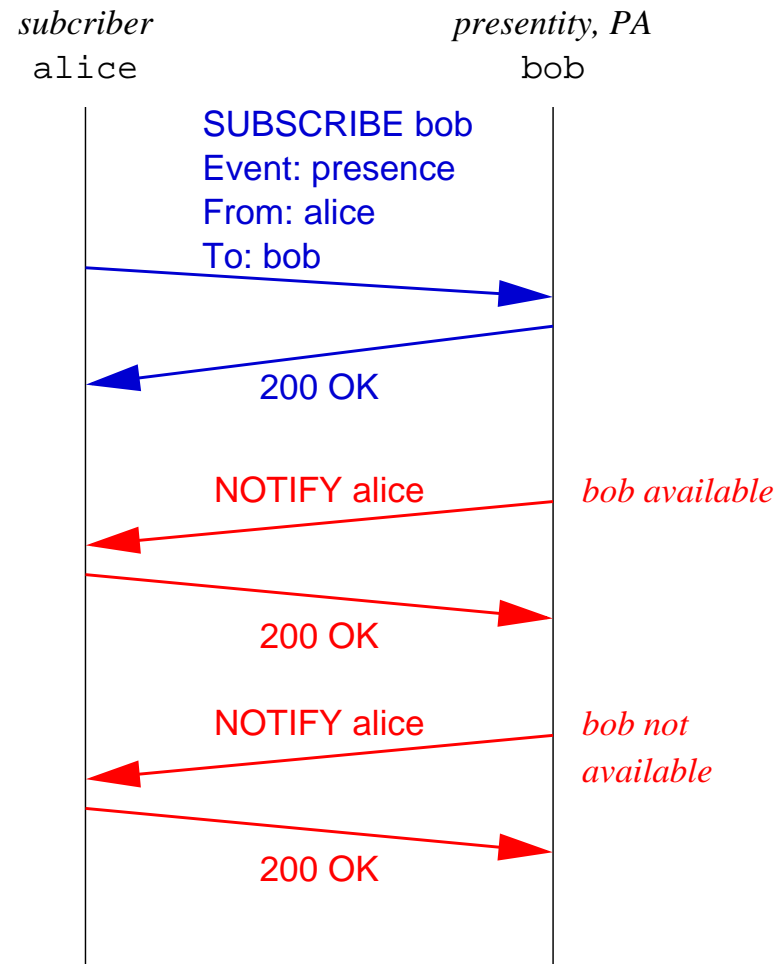 subcriber
presentity, PA
alice
bob
SUBSCRIBE bob
Event: presence
From: alice
To: bob
200 OK
NOTIFY alice
bob available
200 OK
NOTIFY alice
bob not
available
200 OK